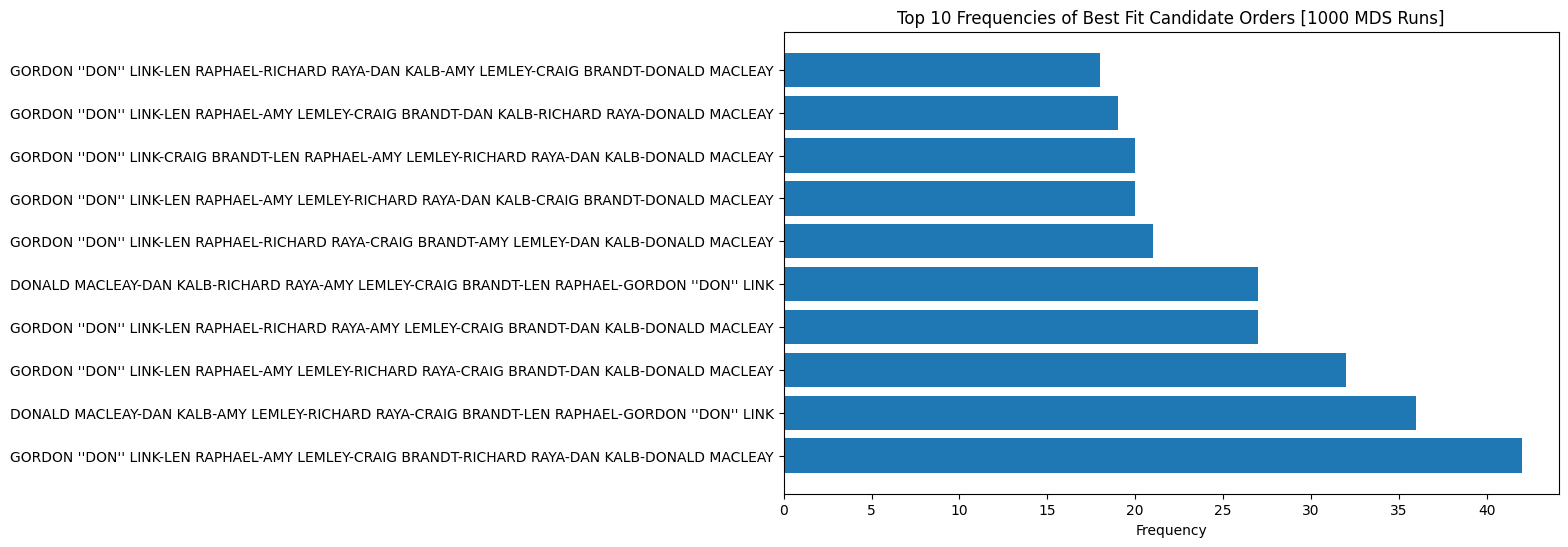 Top 10 Frequencies of Best Fit Candidate Orders [1000 MDS Runs]
GORDON ''DON'' LINK-LEN RAPHAEL-RICHARD RAYA-DAN KALB-AMY LEMLEY-CRAIG BRANDT-DONALD MACLEAY
GORDON ''DON'' LINK-LEN RAPHAEL-AMY LEMLEY-CRAIG BRANDT-DAN KALB-RICHARD RAYA-DONALD MACLEAY
GORDON ''DON'' LINK-CRAIG BRANDT-LEN RAPHAEL-AMY LEMLEY-RICHARD RAYA-DAN KALB-DONALD MACLEAY
GORDON ''DON'' LINK-LEN RAPHAEL-AMY LEMLEY-RICHARD RAYA-DAN KALB-CRAIG BRANDT-DONALD MACLEAY
GORDON ''DON'' LINK-LEN RAPHAEL-RICHARD RAYA-CRAIG BRANDT-AMY LEMLEY-DAN KALB-DONALD MACLEAY
DONALD MACLEAY-DAN KALB-RICHARD RAYA-AMY LEMLEY-CRAIG BRANDT-LEN RAPHAEL-GORDON ''DON'' LINK
GORDON ''DON'' LINK-LEN RAPHAEL-RICHARD RAYA-AMY LEMLEY-CRAIG BRANDT-DAN KALB-DONALD MACLEAY
GORDON ''DON'' LINK-LEN RAPHAEL-AMY LEMLEY-RICHARD RAYA-CRAIG BRANDT-DAN KALB-DONALD MACLEAY
DONALD MACLEAY-DAN KALB-AMY LEMLEY-RICHARD RAYA-CRAIG BRANDT-LEN RAPHAEL-GORDON ''DON'' LINK
GORDON ''DON'' LINK-LEN RAPHAEL-AMY LEMLEY-CRAIG BRANDT-RICHARD RAYA-DAN KALB-DONALD MACLEAY
0 5 10 15 20 25 30 35 40
Frequency